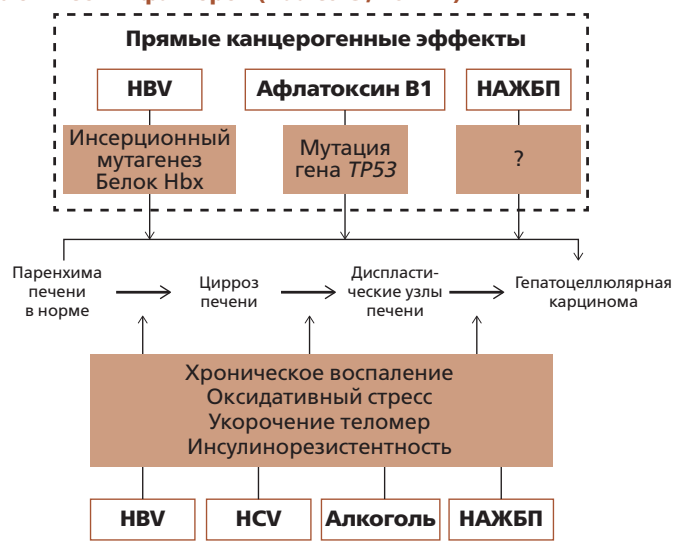 Прямые канцерогенные эффекты
HBV
Афлатоксин В1
НАЖБП
Инсерционный
мутагенез
Белок Hbx
Мутация
гена TP53
?
Паренхима
печени
в норме
Цирроз
печени
Диспласти-
ческие узлы
печени
Гепатоцеллюлярная
карцинома
Хроническое воспаление
Оксидативный стресс
Укорочение теломер
Инсулинорезистентность
HBV
HCV
Алкоголь
НАЖБП